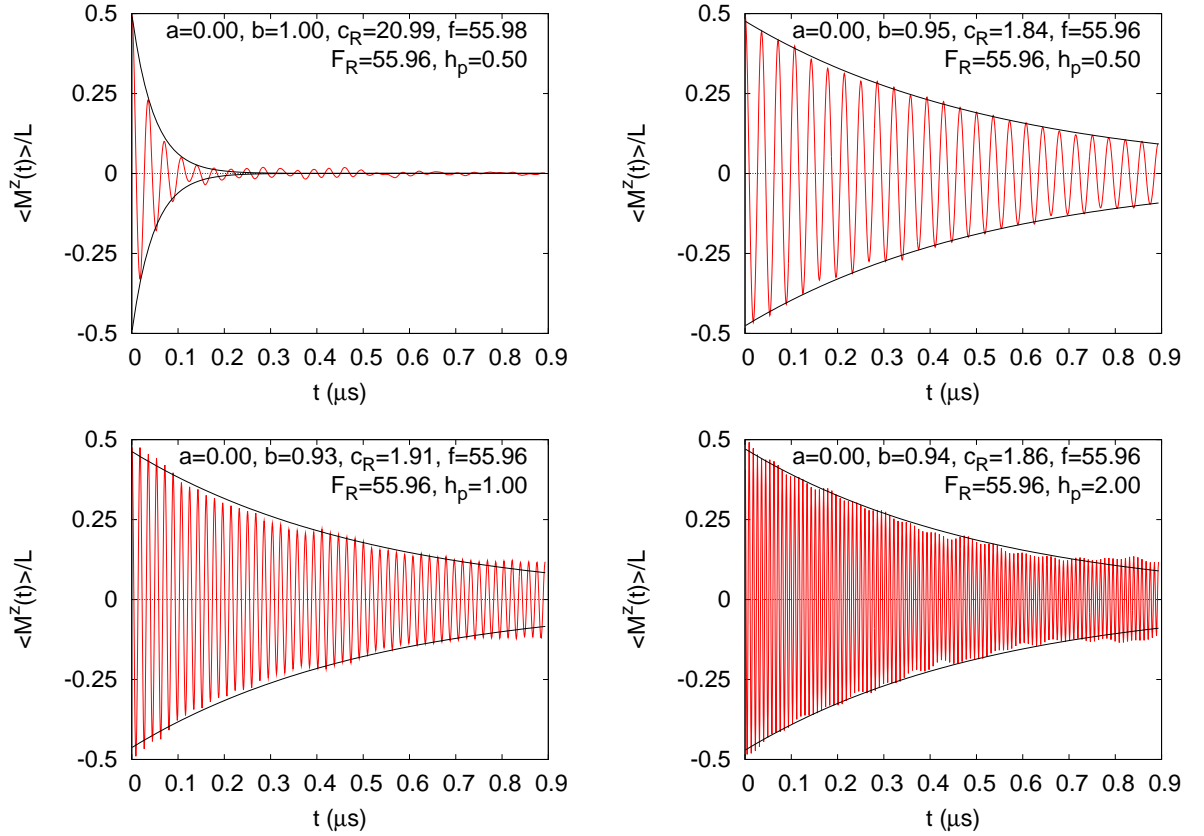 a=0.00, b=1.00, c_R=20.99, f=55.98
F_R=55.96, h_p=0.50
0.5
0.25
0
-0.25
-0.5
<M^z(t)>/L
0 0.1 0.2 0.3 0.4 0.5 0.6 0.7 0.8 0.9
t (μs)
a=0.00, b=0.95, c_R=1.84, f=55.96
F_R=55.96, h_p=0.50
0.5
0.25
0
-0.25
-0.5
<M^z(t)>/L
0 0.1 0.2 0.3 0.4 0.5 0.6 0.7 0.8 0.9
t (μs)
a=0.00, b=0.93, c_R=1.91, f=55.96
F_R=55.96, h_p=1.00
0.5
0.25
0
-0.25
-0.5
<M^z(t)>/L
0 0.1 0.2 0.3 0.4 0.5 0.6 0.7 0.8 0.9
t (μs)
a=0.00, b=0.94, c_R=1.86, f=55.96
F_R=55.96, h_p=2.00
0.5
0.25
0
-0.25
-0.5
<M^z(t)>/L
0 0.1 0.2 0.3 0.4 0.5 0.6 0.7 0.8 0.9
t (μs)